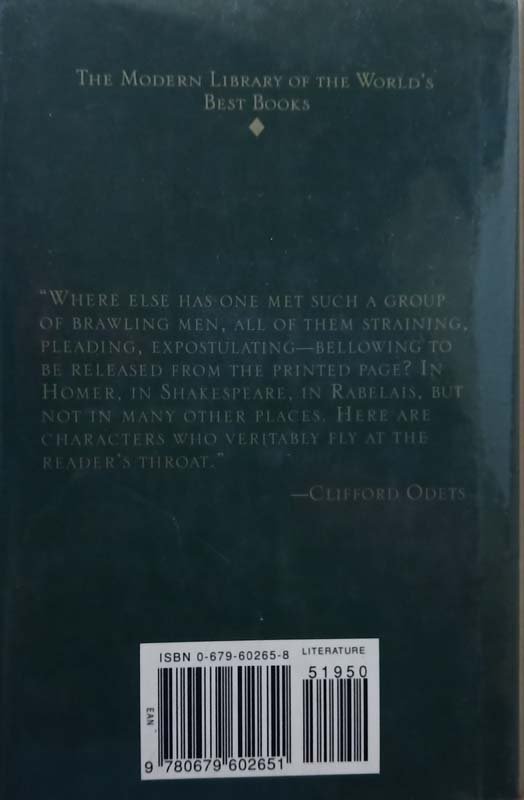 The Modern Library of the World's
Best Books
"Where else has one met such a group
of brawling men, all of them straining,
pleading, expostulating—bellowing to
be released from the printed page? In
Homer, in Shakespeare, in Rabelais, but
not in many other places. Here are
characters who veritably fly at the
reader's throat."
—Clifford Odets
ISBN 0-679-60265-8
LITERATURE
51950
EAN
9 780679 602651